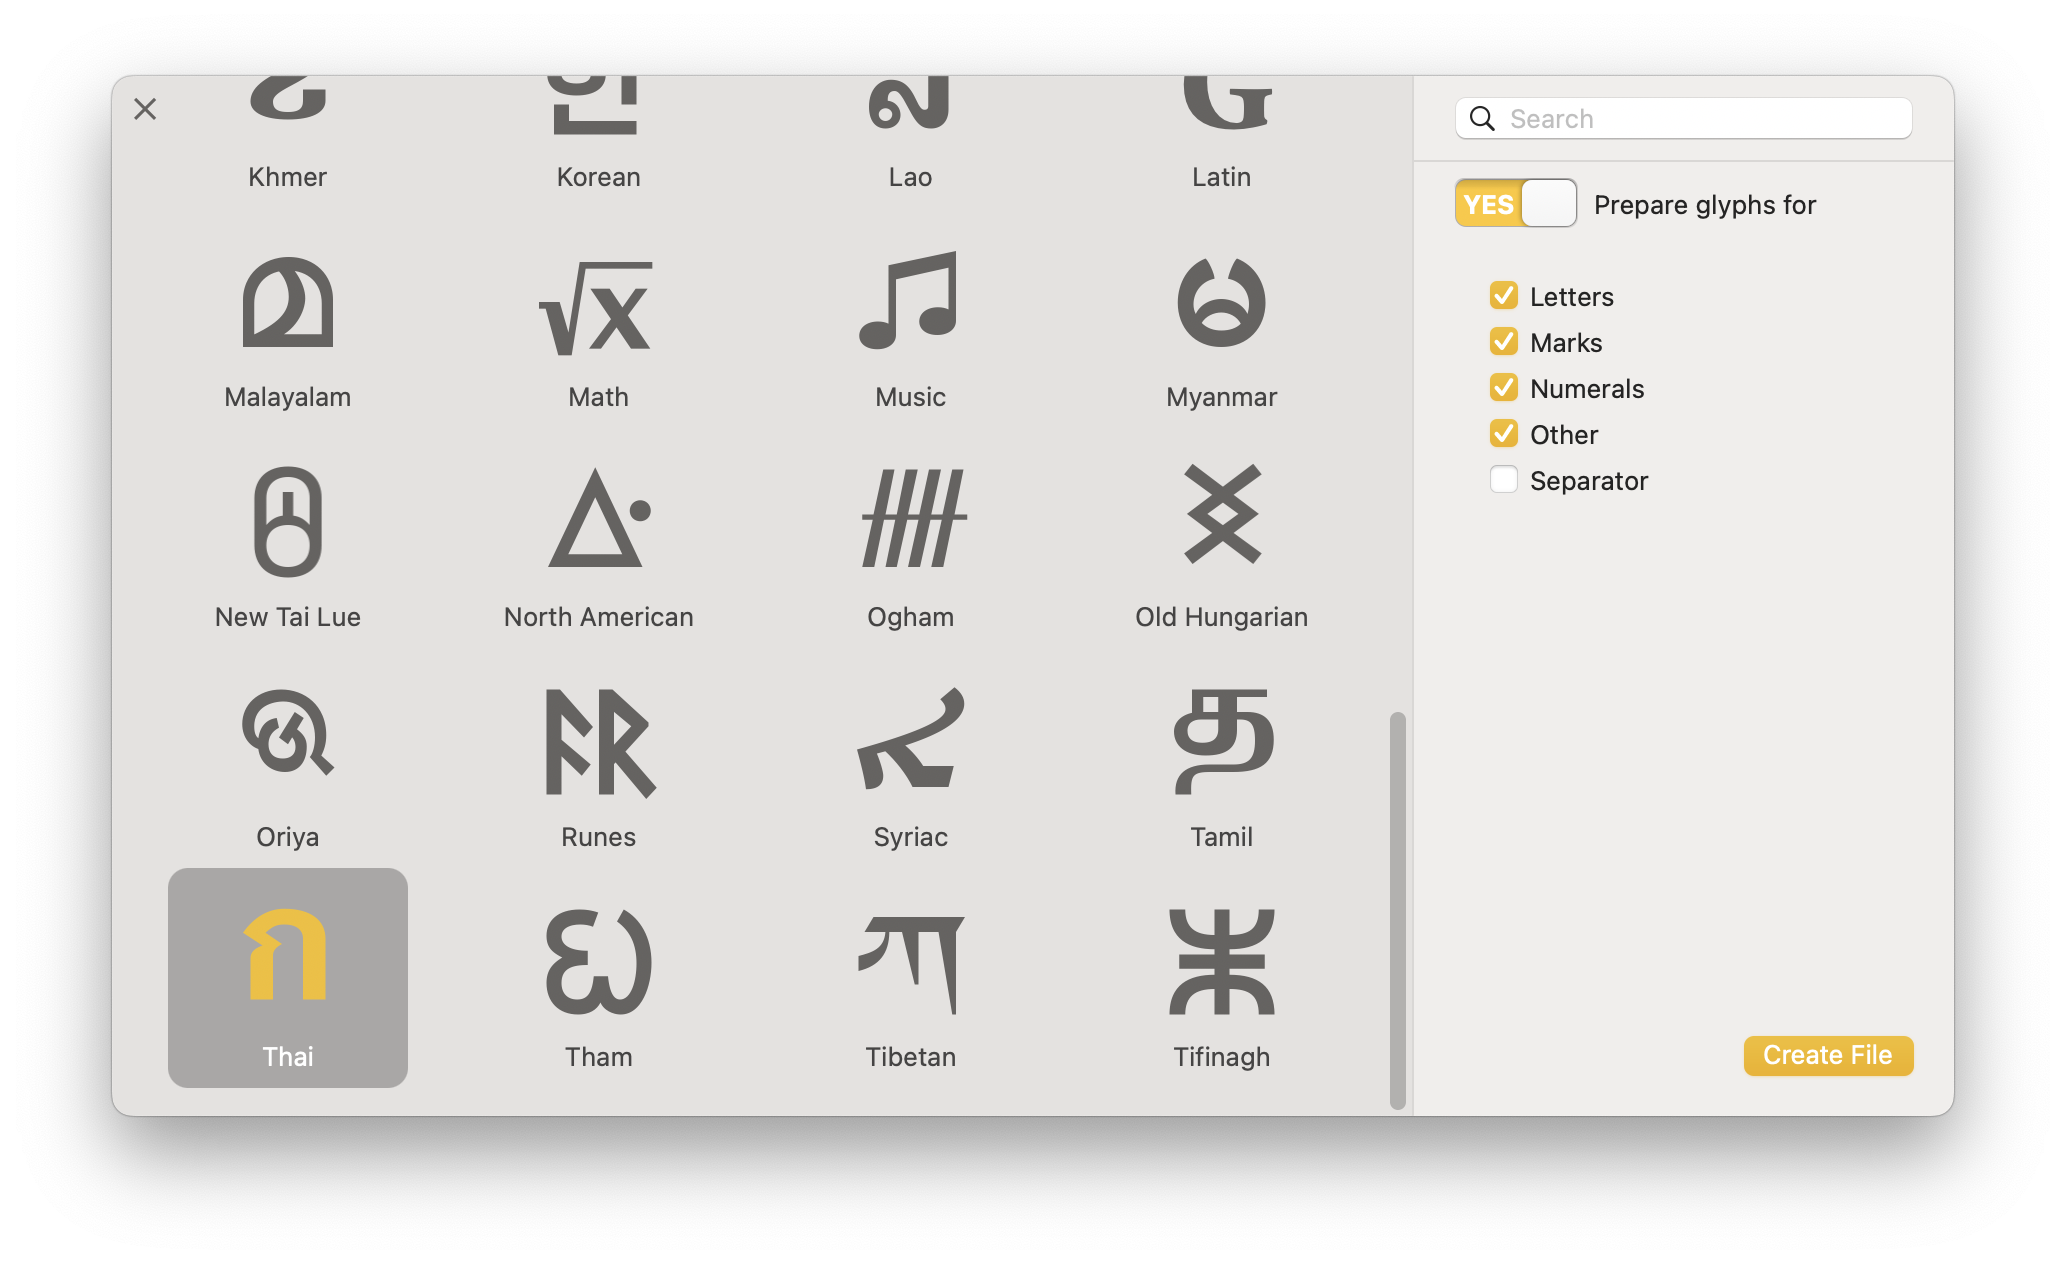 Khmer Korean Lao Latin
Malayalam Math Music Myanmar
New Tai Lue North American Ogham Old Hungarian
Oriya Runes Syriac த Tamil
ก Thai Tham Tibetan Tifinagh
Search
YES Prepare glyphs for
Letters
Marks
Numerals
Other
Separator
Create File